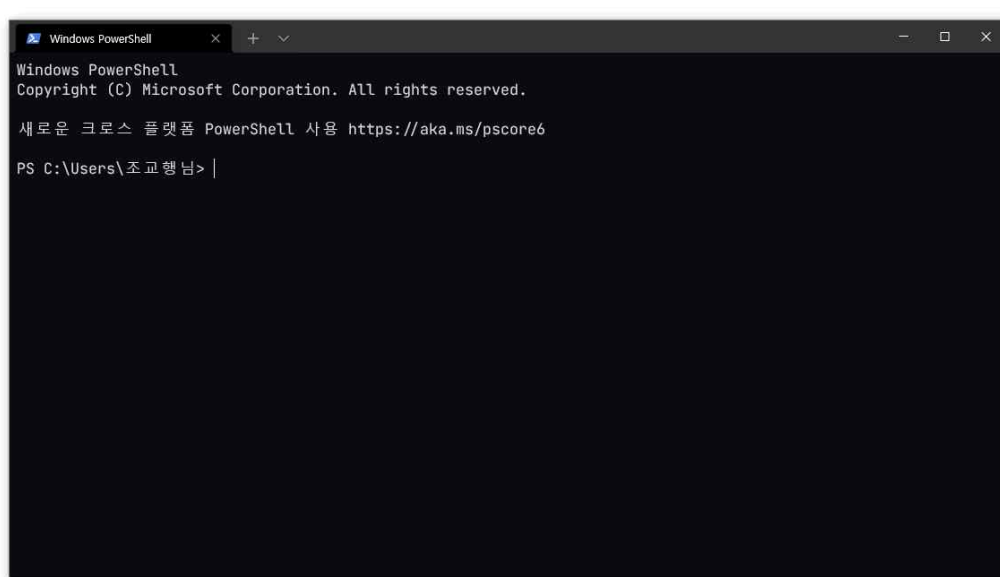 Windows PowerShell
Windows PowerShell
Copyright (C) Microsoft Corporation. All rights reserved.
새로운 크로스 플랫폼 PowerShell 사용 https://aka.ms/pscore6
PS C:\Users\조교행님>